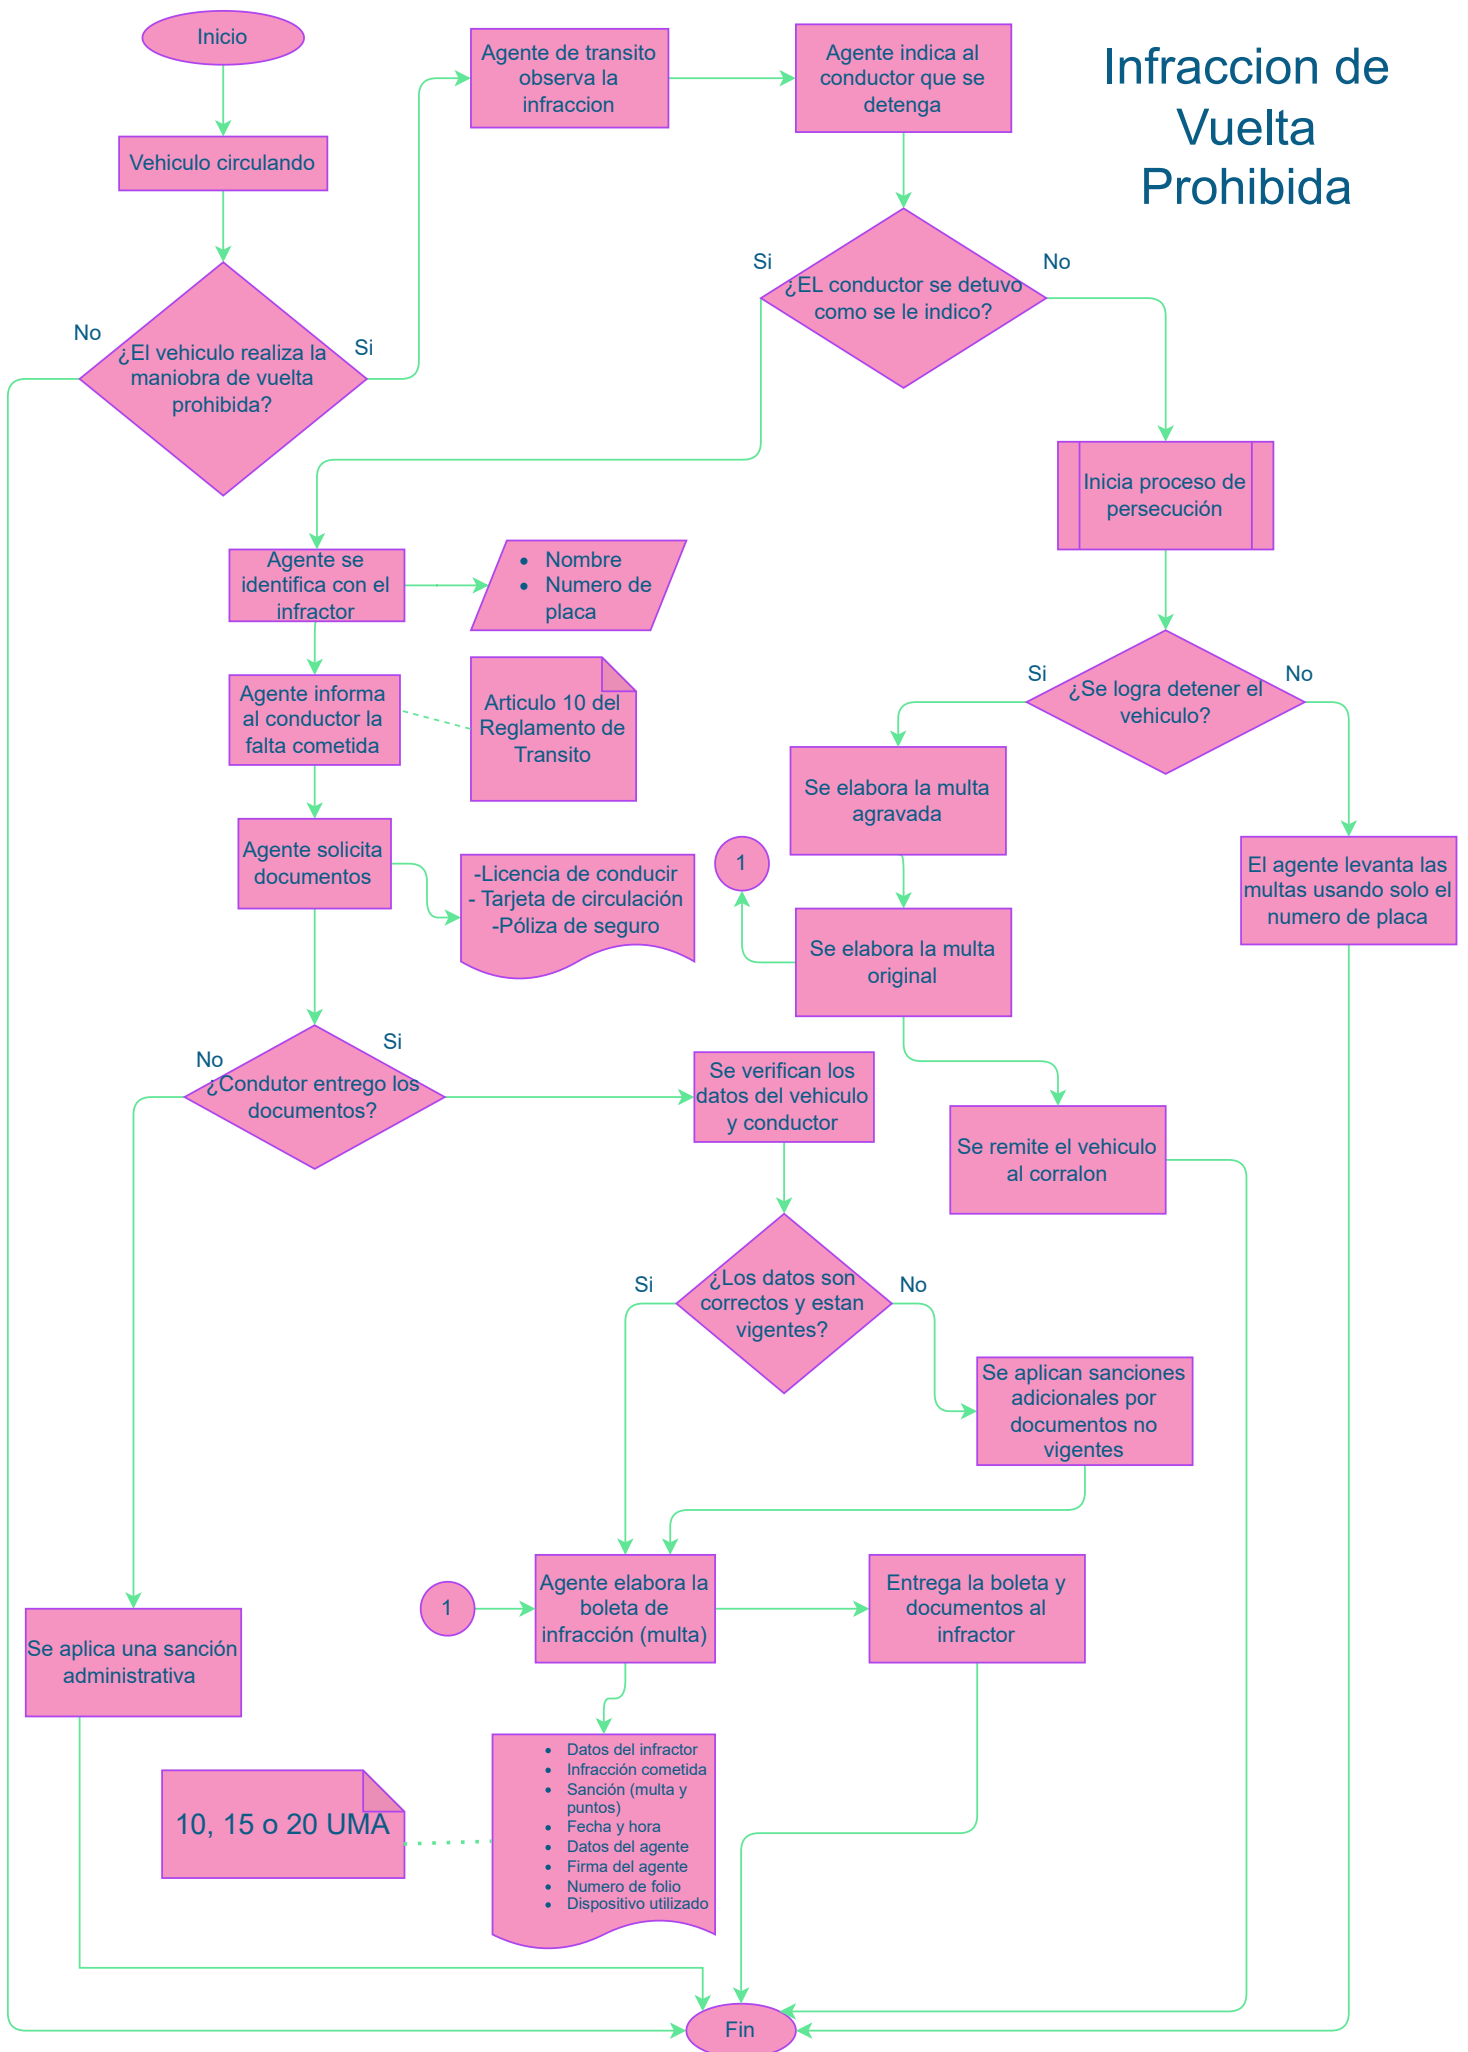 Infraccion de
Vuelta
Prohibida
Inicio
Vehiculo circulando
¿El vehiculo realiza la
maniobra de vuelta
prohibida?
No
Si
Agente de transito
observa la
infraccion
Agente indica al
conductor que se
detenga
¿EL conductor se detuvo
como se le indico?
Si
No
Inicia proceso de
persecución
Agente se
identifica con el
infractor
• Nombre
• Numero de
placa
Agente informa
al conductor la
falta cometida
Articulo 10 del
Reglamento de
Transito
¿Se logra detener el
vehiculo?
Si
No
Se elabora la multa
agravada
El agente levanta las
multas usando solo el
numero de placa
Agente solicita
documentos
-Licencia de conducir
- Tarjeta de circulación
-Póliza de seguro
1
Se elabora la multa
original
Se remite el vehiculo
al corralon
No
Si
¿Condutor entrego los
documentos?
Se verifican los
datos del vehiculo
y conductor
¿Los datos son
correctos y estan
vigentes?
Si
No
Se aplican sanciones
adicionales por
documentos no
vigentes
1
Agente elabora la
boleta de
infracción (multa)
Entrega la boleta y
documentos al
infractor
Se aplica una sanción
administrativa
10, 15 o 20 UMA
• Datos del infractor
• Infracción cometida
• Sanción (multa y
puntos)
• Fecha y hora
• Datos del agente
• Firma del agente
• Numero de folio
• Dispositivo utilizado
Fin